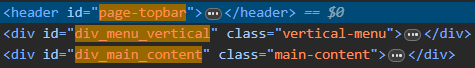 <header id="page-topbar">…</header> == $0
<div id="div_menu_vertical" class="vertical-menu">…</div>
<div id="div_main_content" class="main-content">…</div>